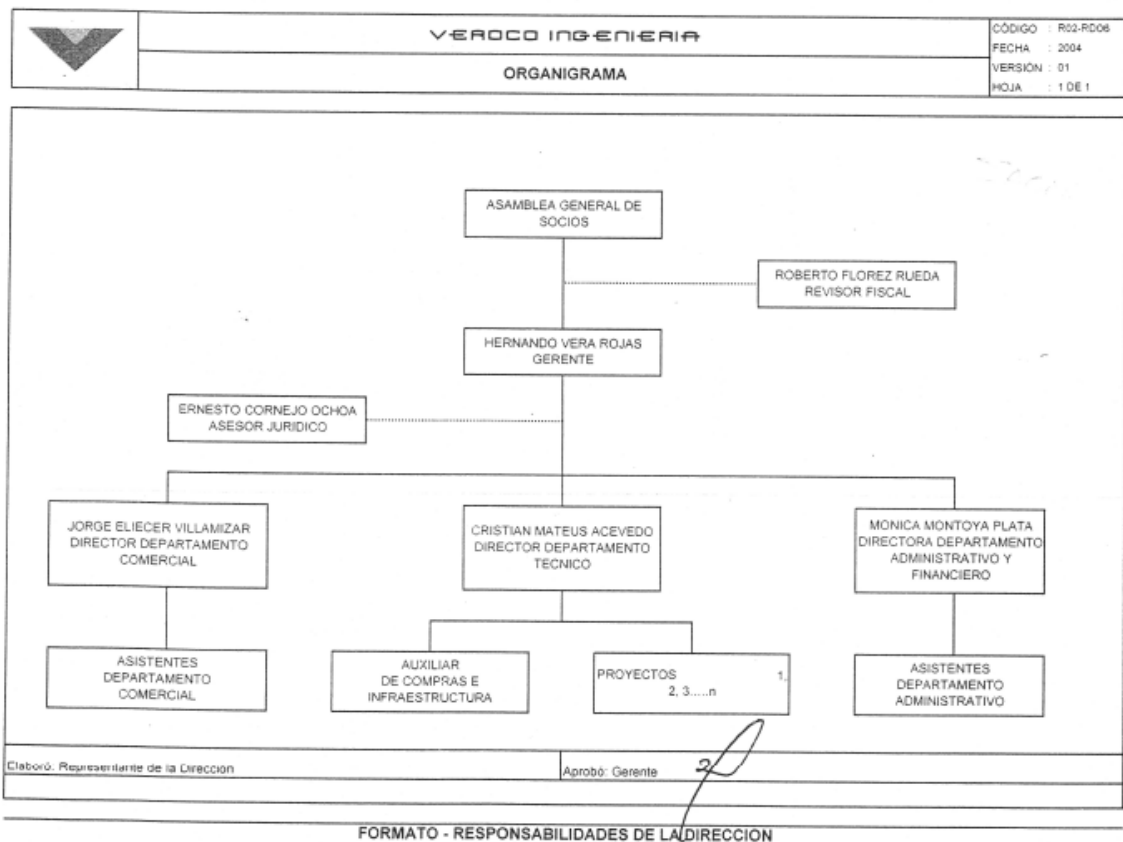 VEROCO INGENIERIA
ORGANIGRAMA
CÓDIGO : R02-RD06
FECHA : 2004
VERSIÓN : 01
HOJA : 1 DE 1
ASAMBLEA GENERAL DE
SOCIOS
ROBERTO FLOREZ RUEDA
REVISOR FISCAL
HERNANDO VERA ROJAS
GERENTE
ERNESTO CORNEJO OCHOA
ASESOR JURIDICO
JORGE ELIECER VILLAMIZAR
DIRECTOR DEPARTAMENTO
COMERCIAL
CRISTIAN MATEUS ACEVEDO
DIRECTOR DEPARTAMENTO
TECNICO
MONICA MONTOYA PLATA
DIRECTORA DEPARTAMENTO
ADMINISTRATIVO Y
FINANCIERO
ASISTENTES
DEPARTAMENTO
COMERCIAL
AUXILIAR
DE COMPRAS E
INFRAESTRUCTURA
PROYECTOS 1,
2, 3.....n
ASISTENTES
DEPARTAMENTO
ADMINISTRATIVO
Elaboró: Representante de la Dirección
Aprobó: Gerente
FORMATO - RESPONSABILIDADES DE LA DIRECCION